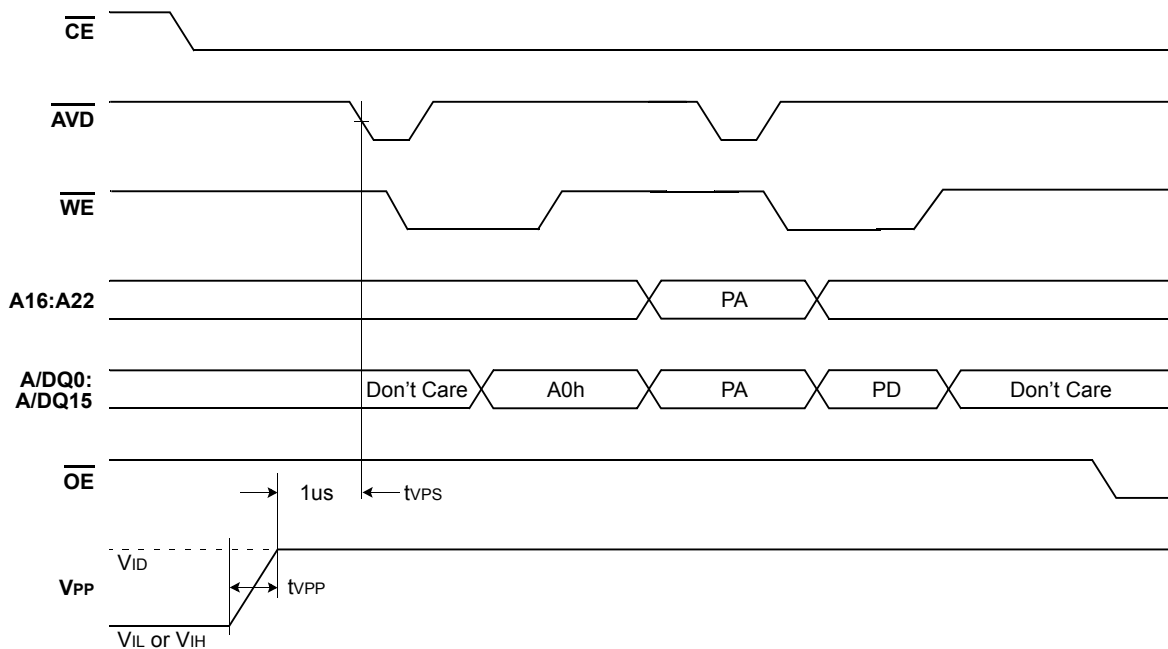 CE
AVD
WE
A16:A22 PA
A/DQ0:
A/DQ15 Don't Care A0h PA PD Don't Care
OE
1us tVPS
VID
VPP tVPP
VIL or VIH